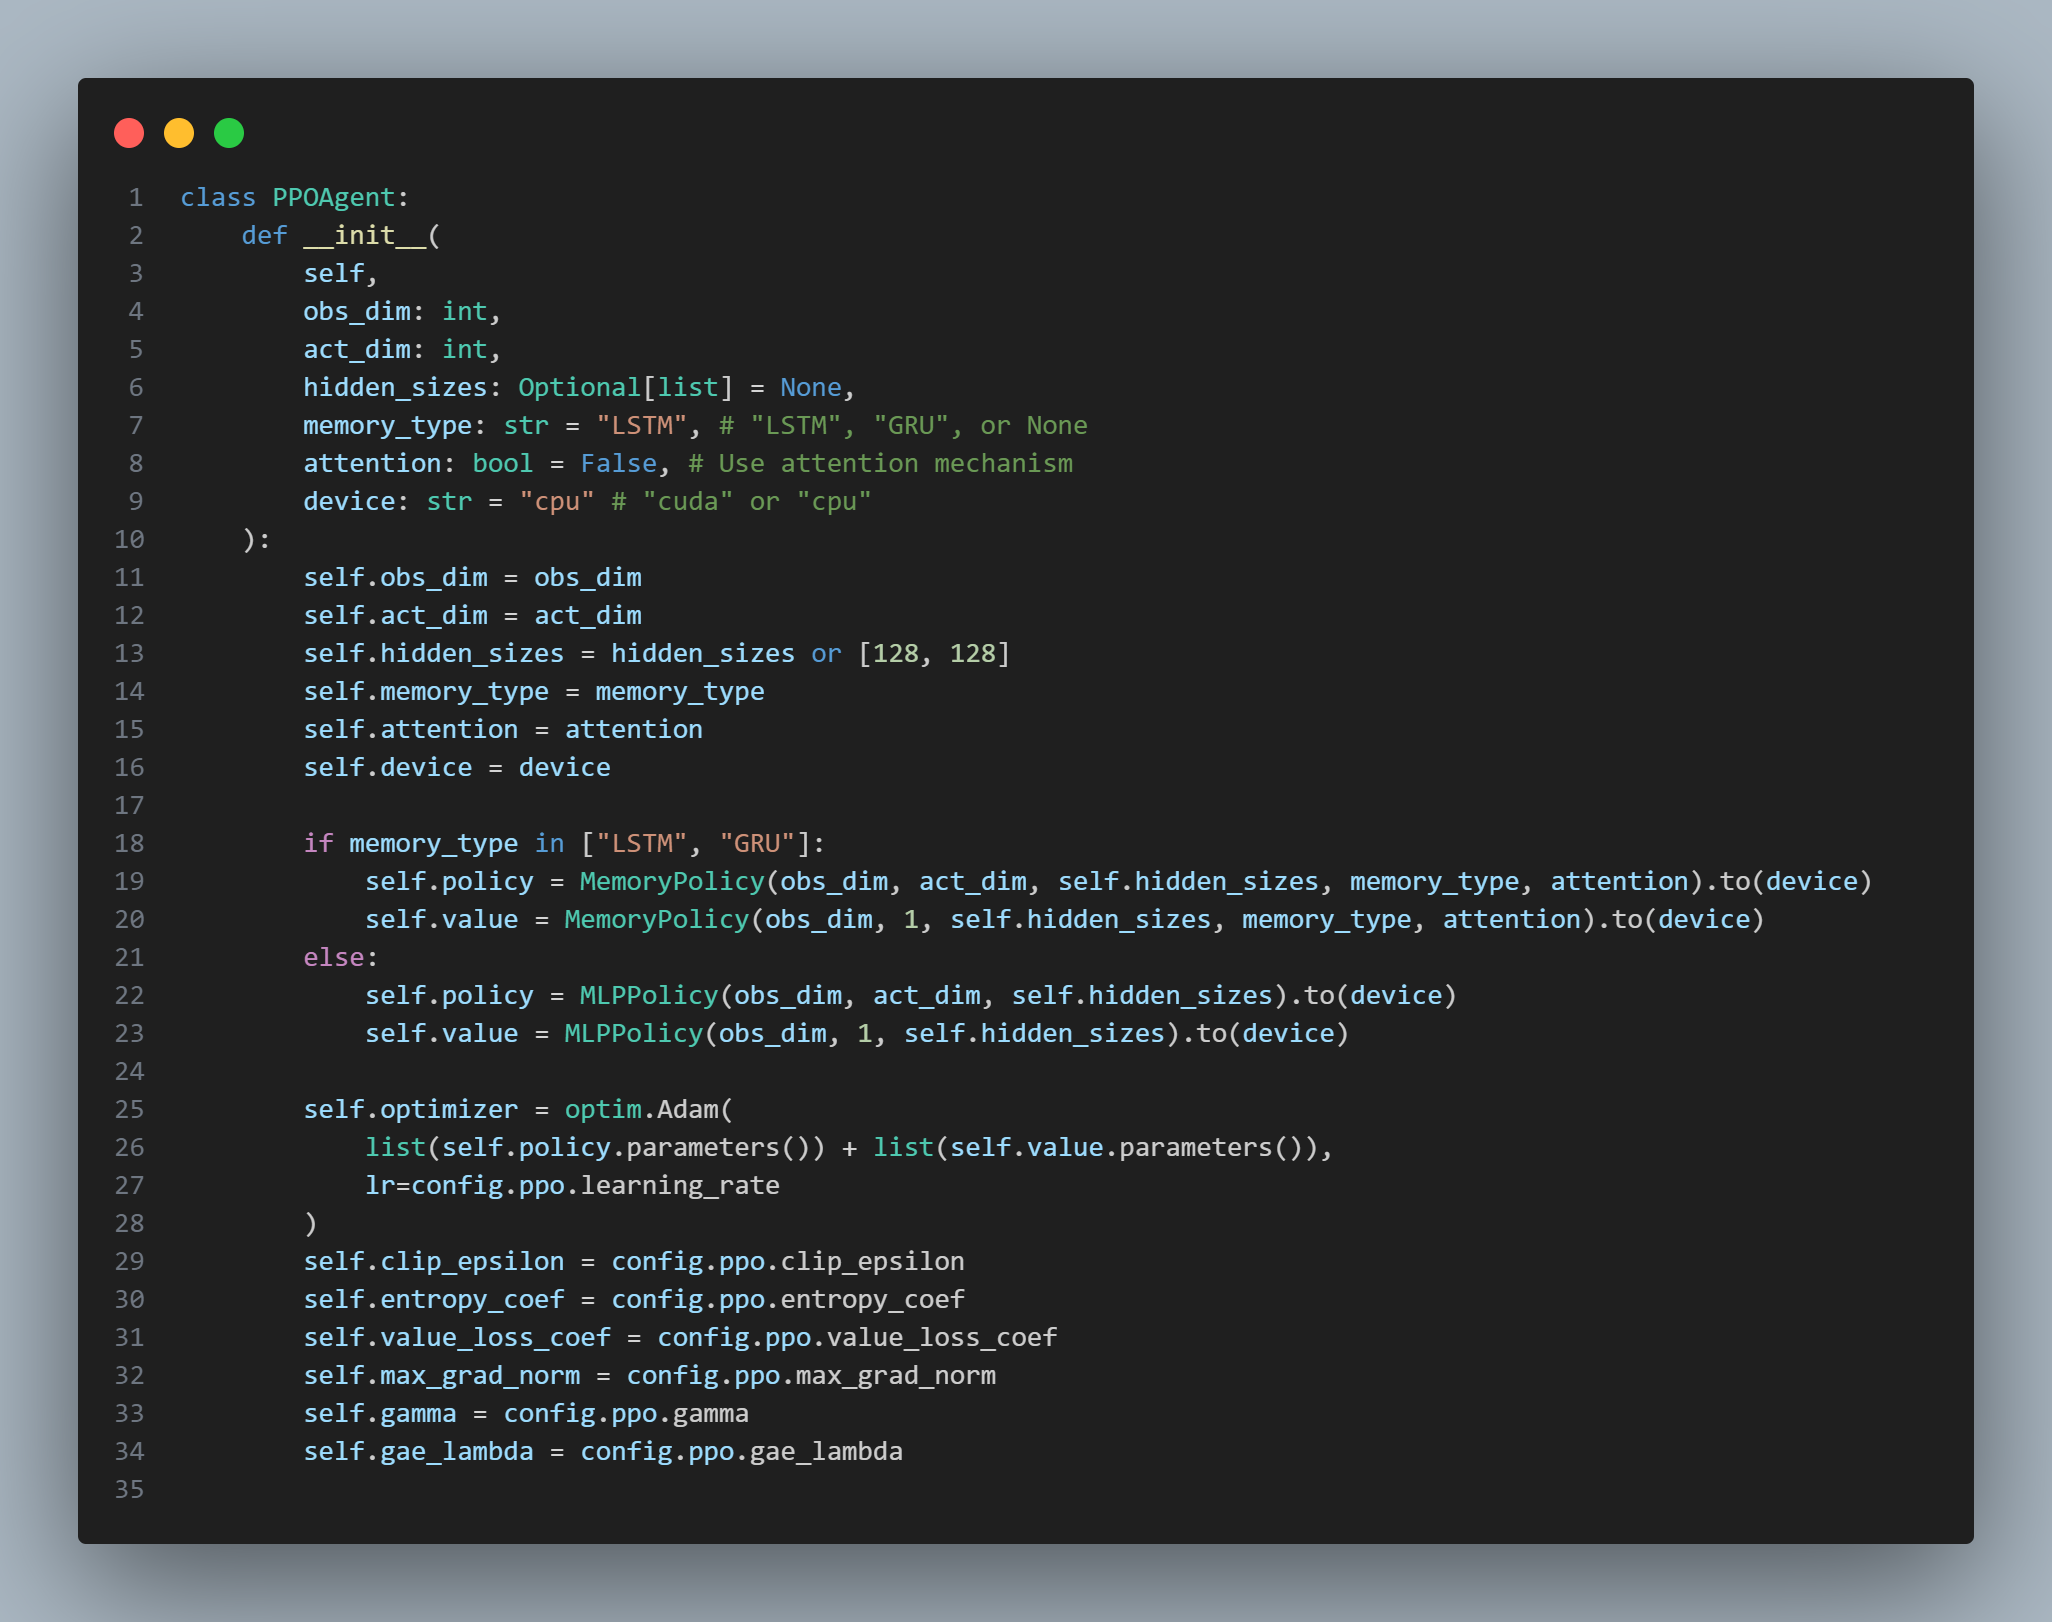 1 class PPOAgent:
2     def __init__(
3         self,
4         obs_dim: int,
5         act_dim: int,
6         hidden_sizes: Optional[list] = None,
7         memory_type: str = "LSTM", # "LSTM", "GRU", or None
8         attention: bool = False, # Use attention mechanism
9         device: str = "cpu" # "cuda" or "cpu"
10     ):
11         self.obs_dim = obs_dim
12         self.act_dim = act_dim
13         self.hidden_sizes = hidden_sizes or [128, 128]
14         self.memory_type = memory_type
15         self.attention = attention
16         self.device = device
17
18         if memory_type in ["LSTM", "GRU"]:
19             self.policy = MemoryPolicy(obs_dim, act_dim, self.hidden_sizes, memory_type, attention).to(device)
20             self.value = MemoryPolicy(obs_dim, 1, self.hidden_sizes, memory_type, attention).to(device)
21         else:
22             self.policy = MLPPolicy(obs_dim, act_dim, self.hidden_sizes).to(device)
23             self.value = MLPPolicy(obs_dim, 1, self.hidden_sizes).to(device)
24
25         self.optimizer = optim.Adam(
26             list(self.policy.parameters()) + list(self.value.parameters()),
27             lr=config.ppo.learning_rate
28         )
29         self.clip_epsilon = config.ppo.clip_epsilon
30         self.entropy_coef = config.ppo.entropy_coef
31         self.value_loss_coef = config.ppo.value_loss_coef
32         self.max_grad_norm = config.ppo.max_grad_norm
33         self.gamma = config.ppo.gamma
34         self.gae_lambda = config.ppo.gae_lambda
35